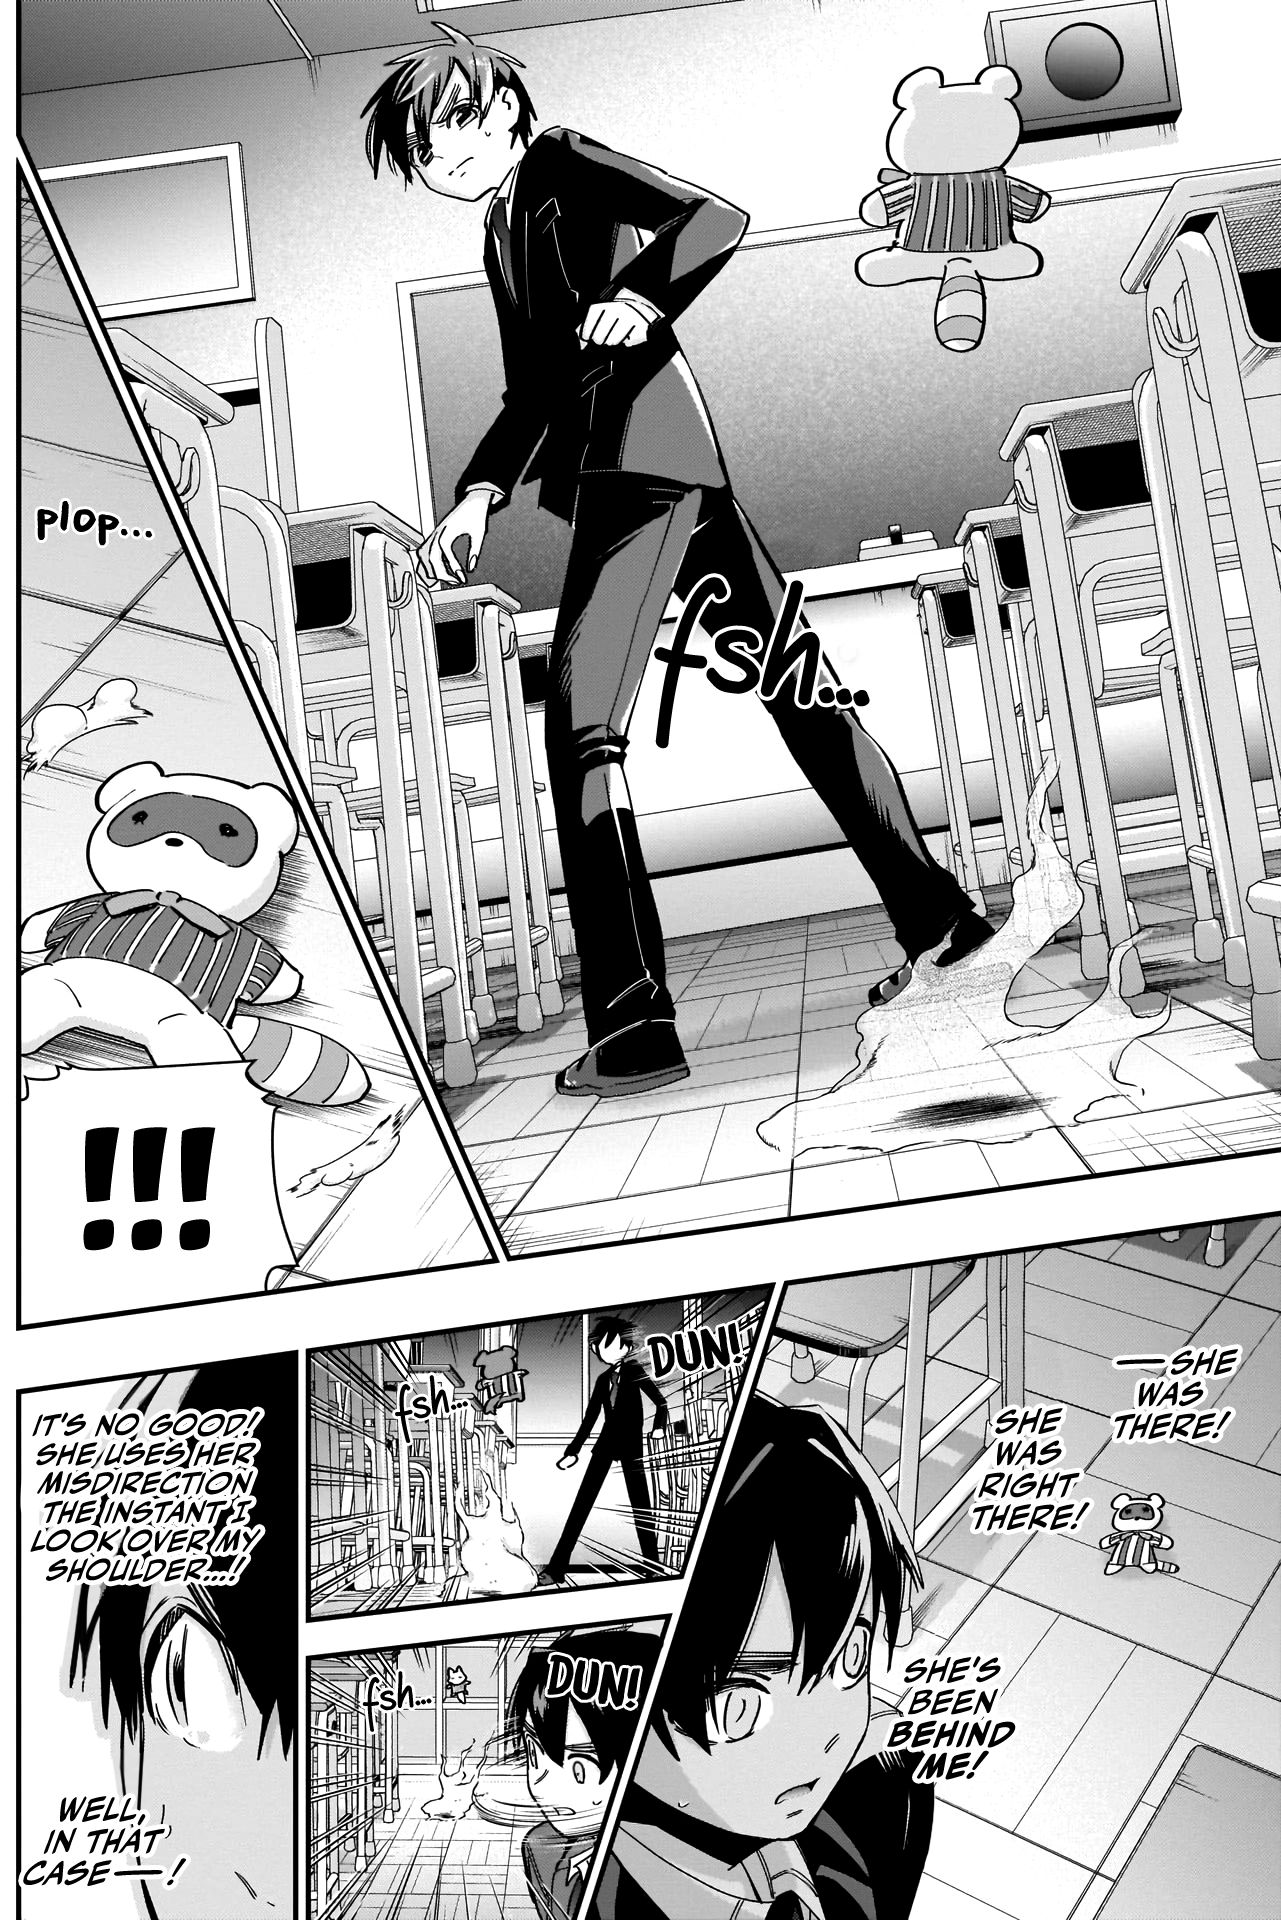 fsh...
plop...
!!!
—SHE
WAS
THERE!
SHE
WAS
RIGHT
THERE!
SHE'S
BEEN
BEHIND
ME!
DUN!
fsh...
DUN!
fsh...
IT'S NO GOOD!
SHE USES HER
MISDIRECTION
THE INSTANT I
LOOK OVER MY
SHOULDER...!
WELL,
IN THAT
CASE—!